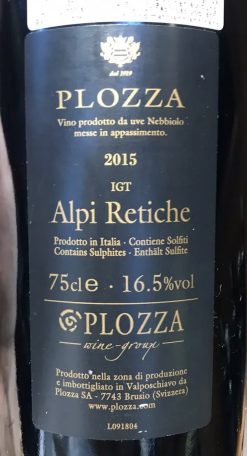 dal 1919
PLOZZA
Vino prodotto da uve Nebbiolo
messe in appassimento.
2015
IGT
Alpi Retiche
Prodotto in Italia · Contiene Solfiti
Contains Sulphites · Enthält Sulfite
75cl e · 16.5%vol
PLOZZA
wine-group
Prodotto nella zona di produzione
e imbottigliato in Valposchiavo da
Plozza SA - 7743 Brusio (Svizzera)
www.plozza.com
L091804